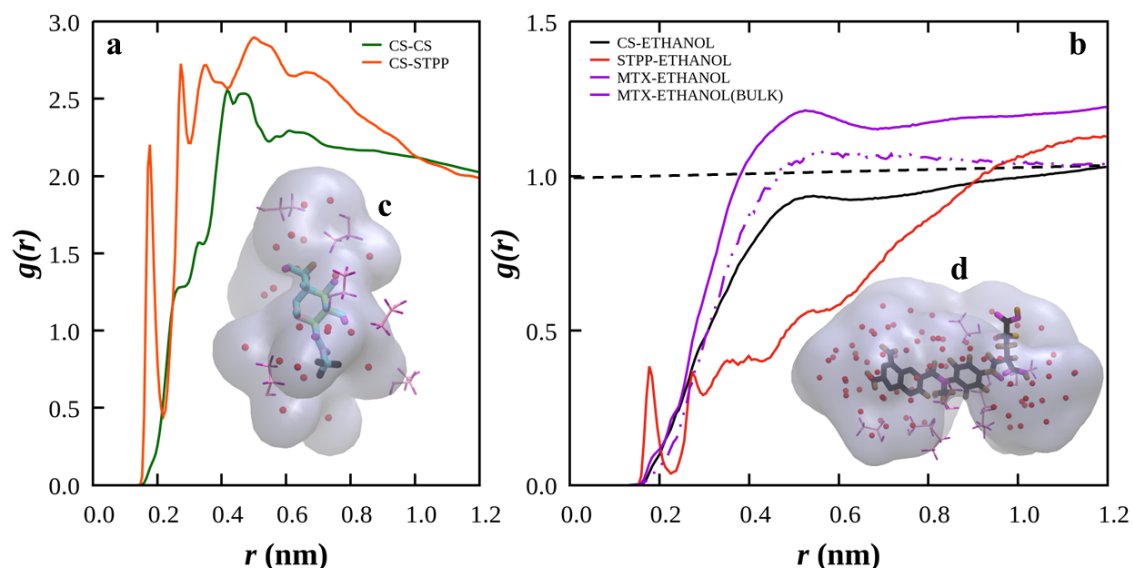 a
CS-CS
CS-STPP
c
3.0
2.5
2.0
1.5
1.0
0.5
0.0
g(r)
0.0 0.2 0.4 0.6 0.8 1.0 1.2
r (nm)
b
CS-ETHANOL
STPP-ETHANOL
MTX-ETHANOL
MTX-ETHANOL(BULK)
d
1.5
1.0
0.5
0.0
g(r)
0.0 0.2 0.4 0.6 0.8 1.0 1.2
r (nm)